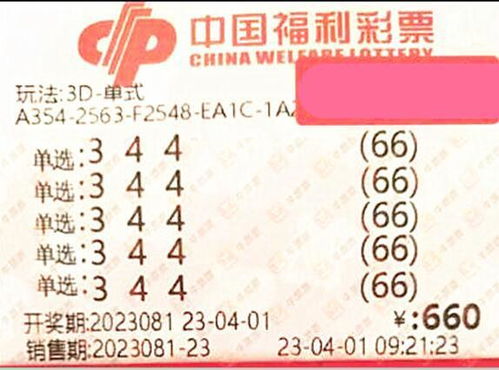 中国福利彩票
CHINA WELFARE LOTTERY
玩法:3D-单式
A354-2563-F2548-EA1C-1A
单选:3 4 4 (66)
单选:3 4 4 (66)
单选:3 4 4 (66)
单选:3 4 4 (66)
单选:3 4 4 (66)
开奖期:2023081 23-04-01 ¥:660
销售期:2023081-23 23-04-01 09:21:23